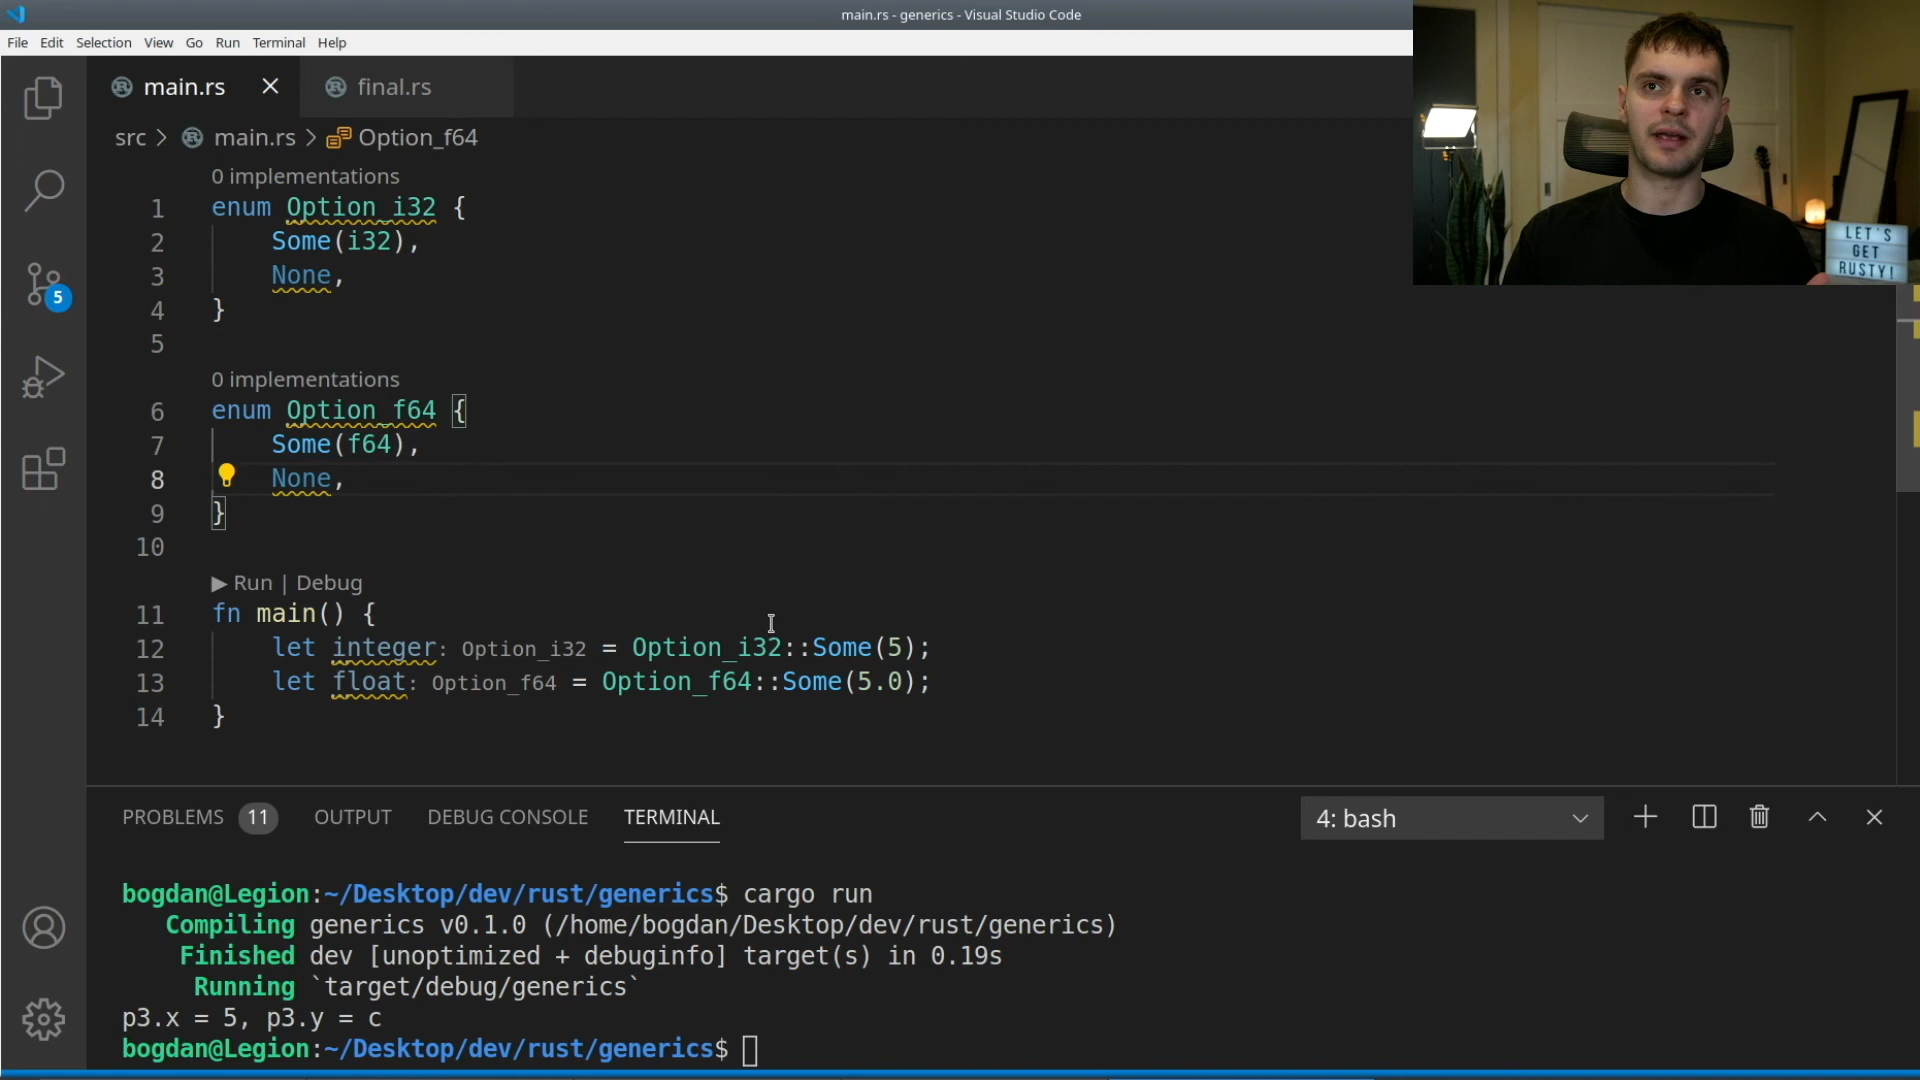 main.rs - generics - Visual Studio Code
File Edit Selection View Go Run Terminal Help
main.rs final.rs
src > main.rs > Option_f64
0 implementations
1 enum Option_i32 {
2 Some(i32),
3 None,
4 }
5
0 implementations
6 enum Option_f64 {
7 Some(f64),
8 None,
9 }
10
▶ Run | Debug
11 fn main() {
12 let integer: Option_i32 = Option_i32::Some(5);
13 let float: Option_f64 = Option_f64::Some(5.0);
14 }
5
LET'S
GET
RUSTY!
PROBLEMS 11 OUTPUT DEBUG CONSOLE TERMINAL 4: bash
bogdan@Legion:~/Desktop/dev/rust/generics$ cargo run
Compiling generics v0.1.0 (/home/bogdan/Desktop/dev/rust/generics)
Finished dev [unoptimized + debuginfo] target(s) in 0.19s
Running `target/debug/generics`
p3.x = 5, p3.y = c
bogdan@Legion:~/Desktop/dev/rust/generics$